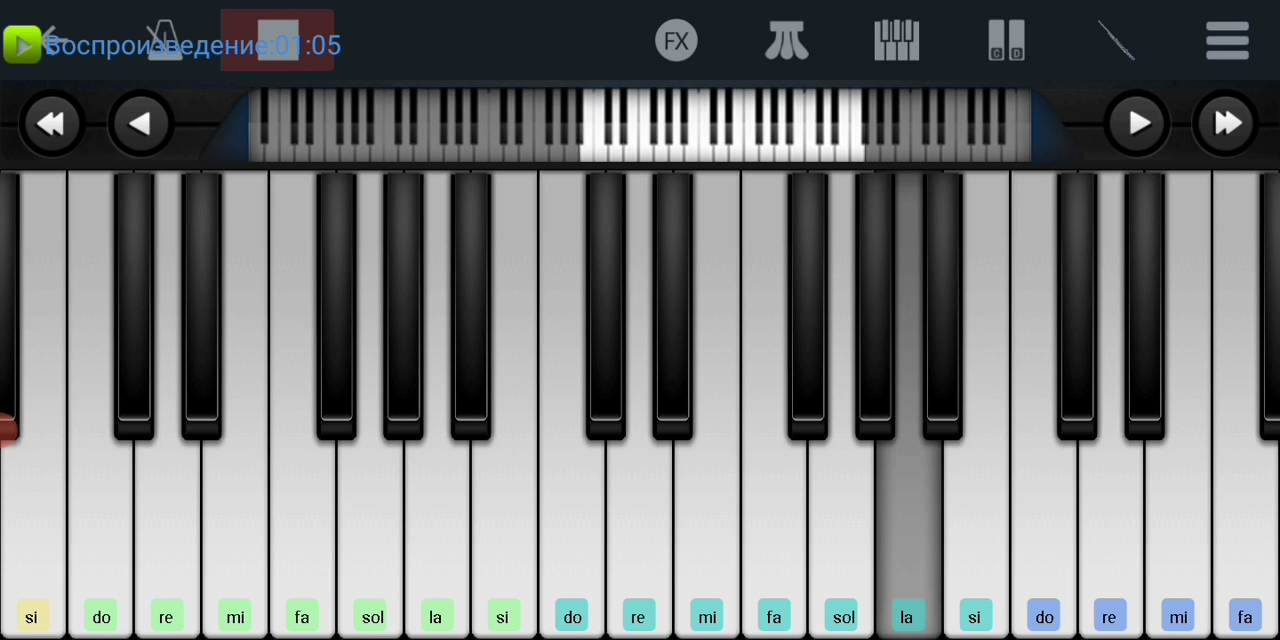 Воспроизведение:01:05
FX
C D
si do re mi fa sol la si do re mi fa sol la si do re mi fa